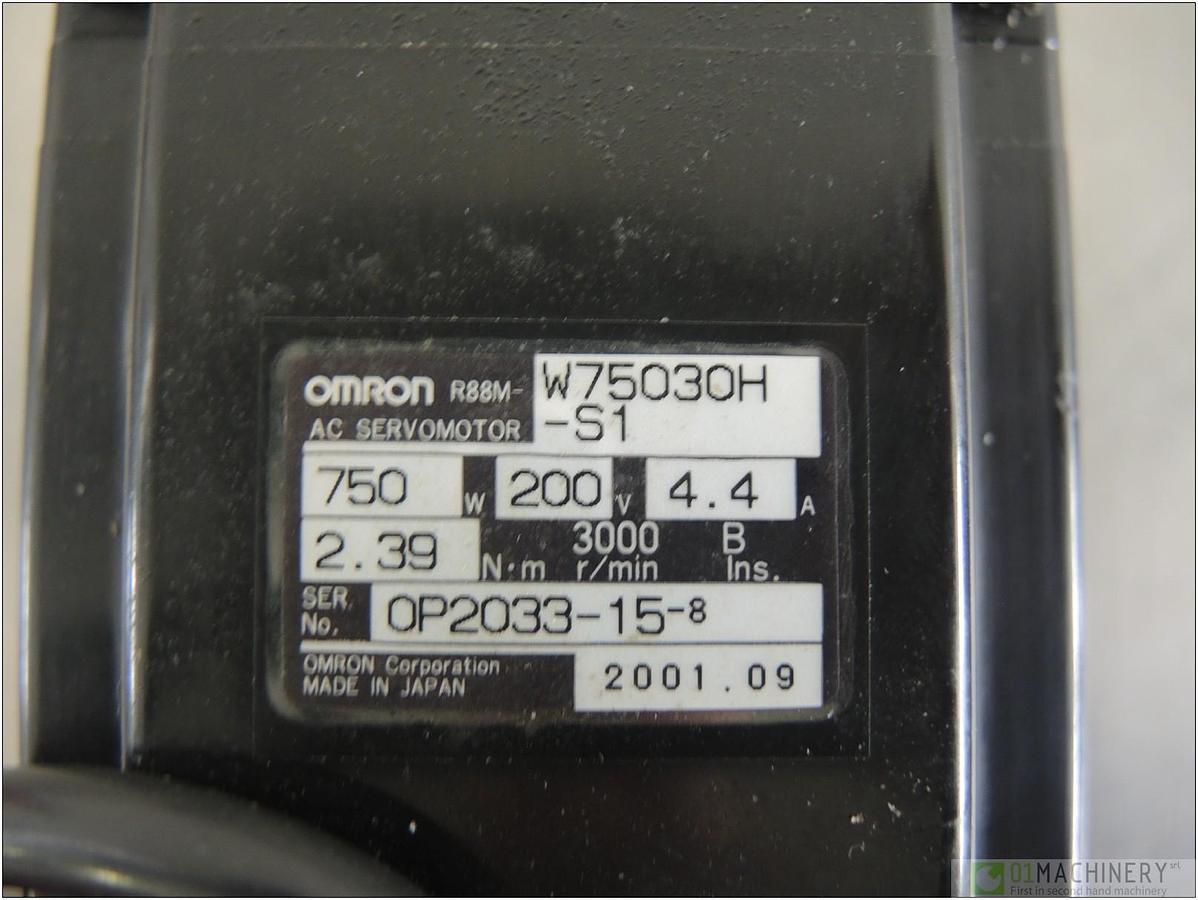 OMRON R88M- W75030H
AC SERVOMOTOR -S1
750 W 200 V 4.4 A
2.39 N·m 3000 r/min B Ins.
SER. No. 0P2033-15-8
OMRON Corporation
MADE IN JAPAN 2001.09
01MACHINERY srl
First in second hand machinery